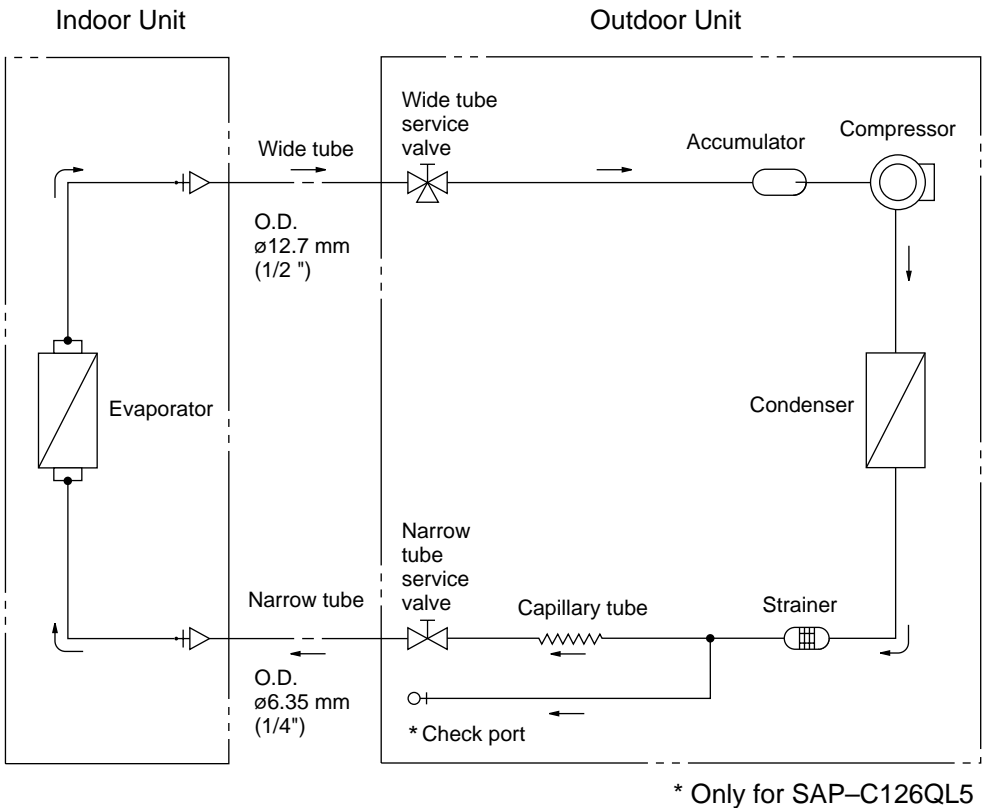 Indoor Unit
Outdoor Unit
Wide tube
service
valve
Accumulator
Compressor
Wide tube
O.D.
ø12.7 mm
(1/2 ")
Evaporator
Condenser
Narrow
tube
service
valve
Narrow tube
Capillary tube
Strainer
O.D.
ø6.35 mm
(1/4")
* Check port
* Only for SAP–C126QL5